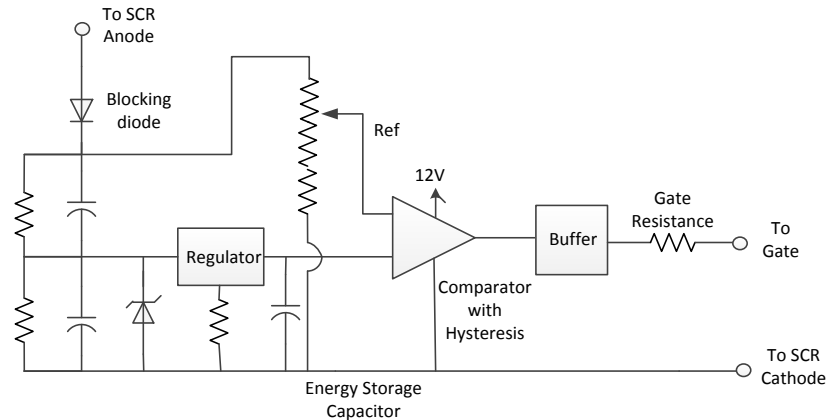 To SCR
Anode
Blocking
diode
Ref
12V
Gate
Resistance
To
Gate
Regulator
Buffer
Comparator
with
Hysteresis
To SCR
Cathode
Energy Storage
Capacitor